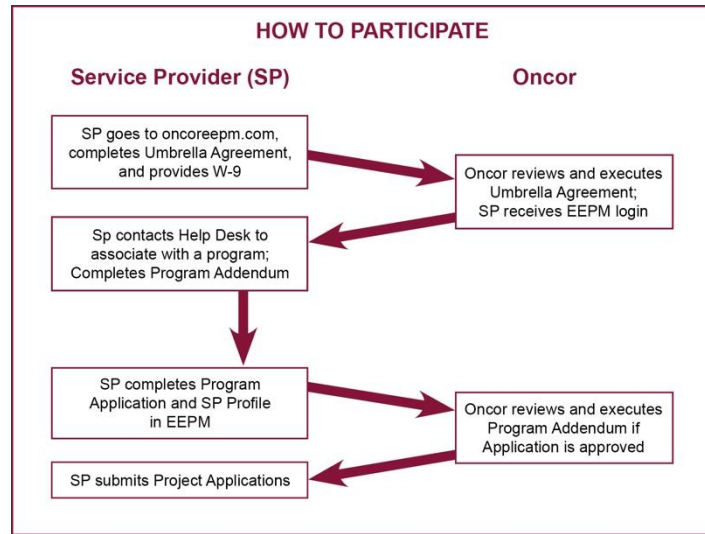 HOW TO PARTICIPATE
Service Provider (SP)
Oncor
SP goes to oncoreepm.com,
completes Umbrella Agreement,
and provides W-9
Oncor reviews and executes
Umbrella Agreement;
SP receives EEPM login
Sp contacts Help Desk to
associate with a program;
Completes Program Addendum
SP completes Program
Application and SP Profile
in EEPM
Oncor reviews and executes
Program Addendum if
Application is approved
SP submits Project Applications